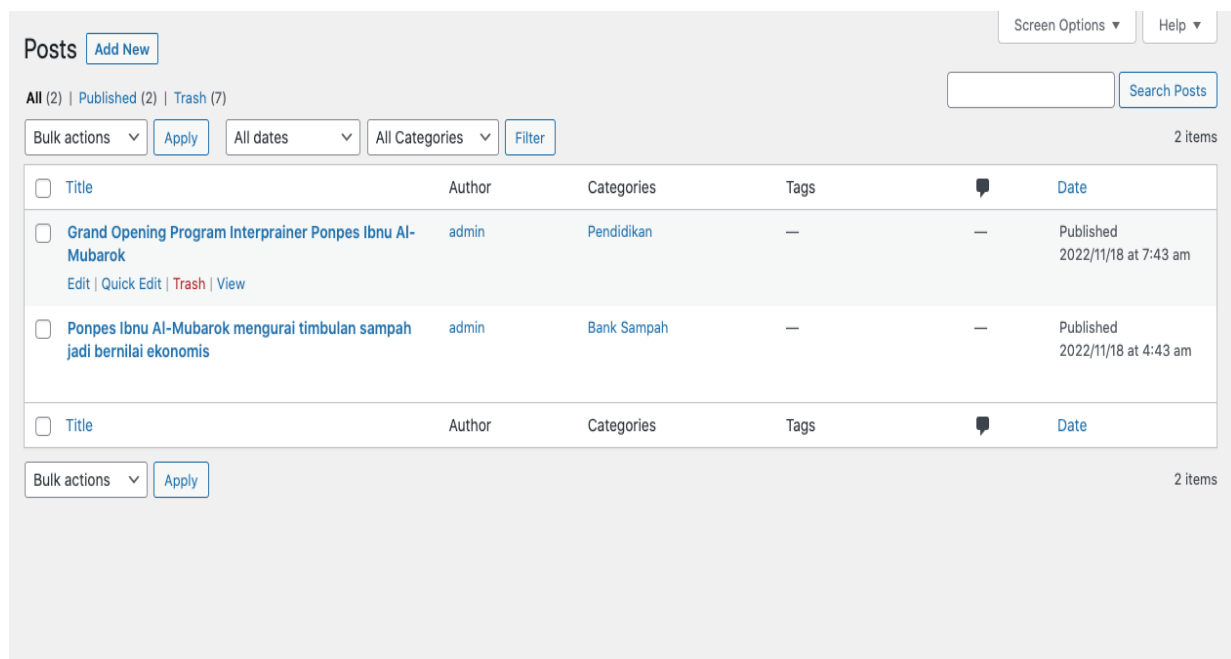 Screen Options ▼ Help ▼
Posts Add New
All (2) | Published (2) | Trash (7)
Search Posts
Bulk actions Apply All dates All Categories Filter 2 items
Title Author Categories Tags Date
Grand Opening Program Interprainer Ponpes Ibnu Al- admin Pendidikan — — Published
Mubarok 2022/11/18 at 7:43 am
Edit | Quick Edit | Trash | View
Ponpes Ibnu Al-Mubarok mengurai timbulan sampah admin Bank Sampah — — Published
jadi bernilai ekonomis 2022/11/18 at 4:43 am
Title Author Categories Tags Date
Bulk actions Apply 2 items